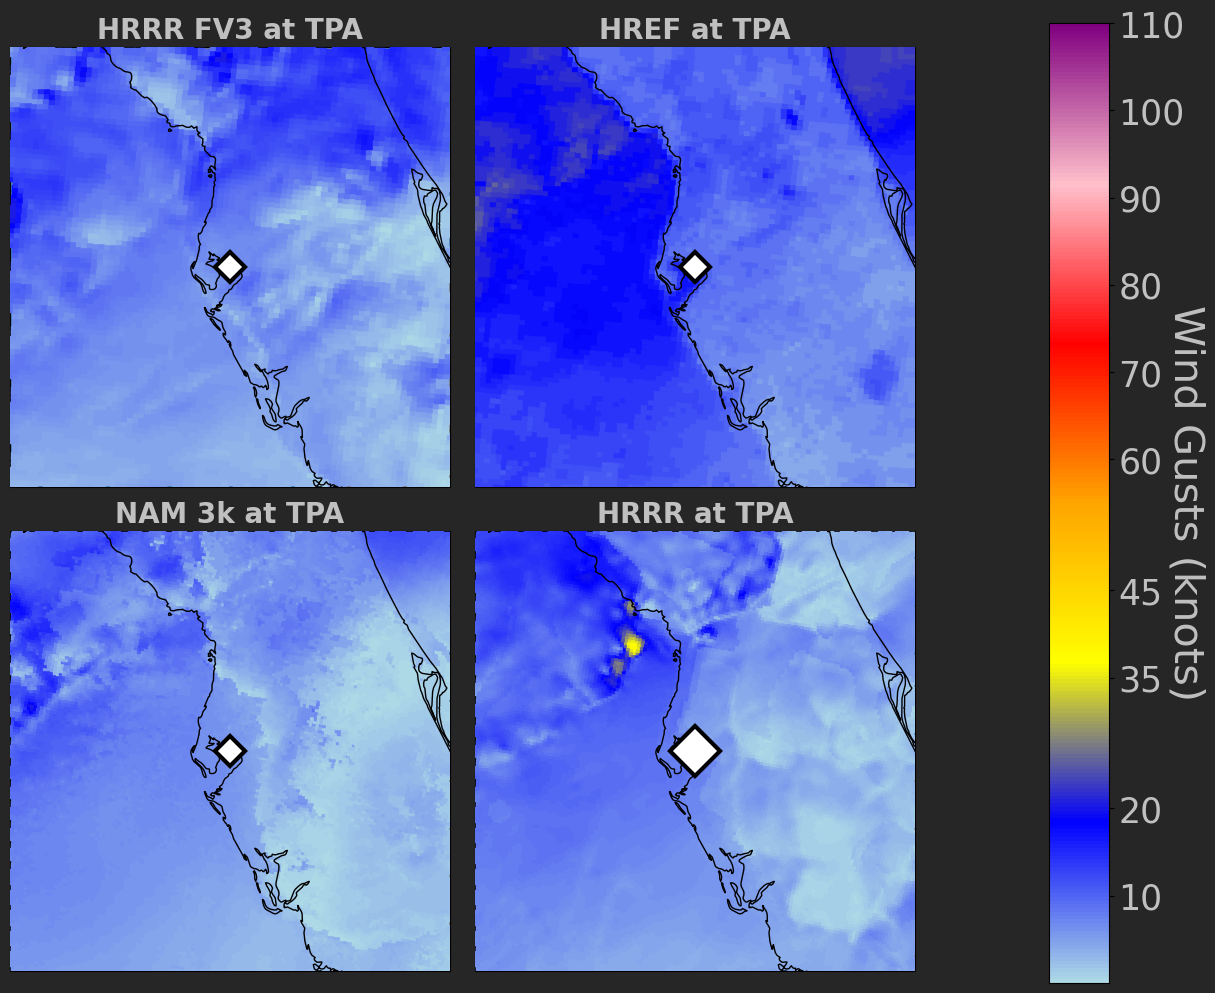 HRRR FV3 at TPA
HREF at TPA
NAM 3k at TPA
HRRR at TPA
110
100
90
80
70
60
45
35
20
10
Wind Gusts (knots)